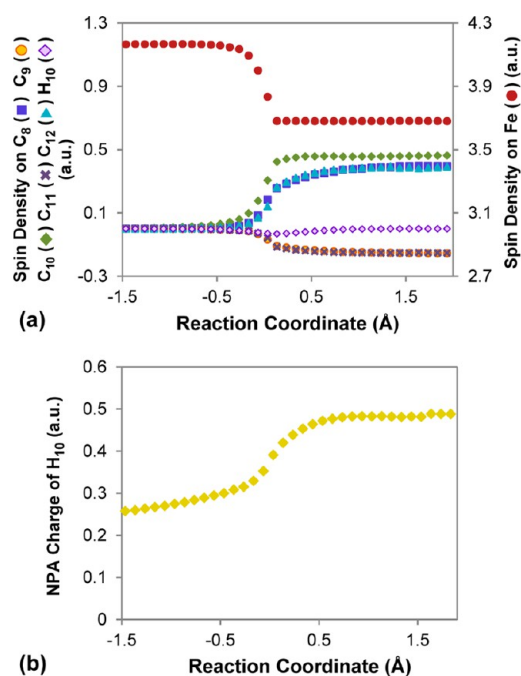 Spin Density on C8 ( ) C9 ( )
C10 ( ) C11 ( ) C12 ( ) H10 ( )
(a.u.)
1.3
0.9
0.5
0.1
-0.3
4.3
3.9
3.5
3.1
2.7
Spin Density on Fe ( ) (a.u.)
-1.5 -0.5 0.5 1.5
(a) Reaction Coordinate (Å)
NPA Charge of H10 (a.u.)
0.6
0.5
0.4
0.3
0.2
0.1
0
-1.5 -0.5 0.5 1.5
(b) Reaction Coordinate (Å)